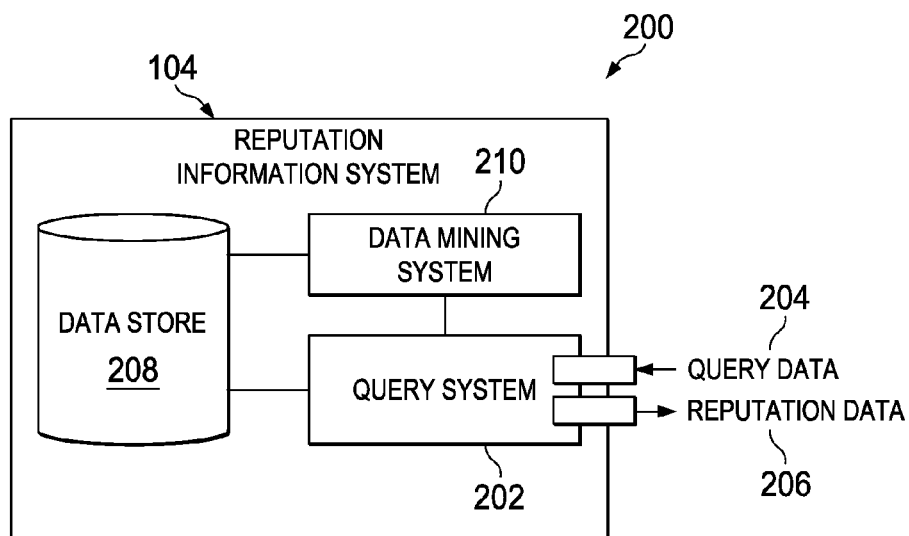 200
104
REPUTATION
INFORMATION SYSTEM
210
DATA MINING
SYSTEM
DATA STORE
208
204
QUERY DATA
QUERY SYSTEM
REPUTATION DATA
202
206